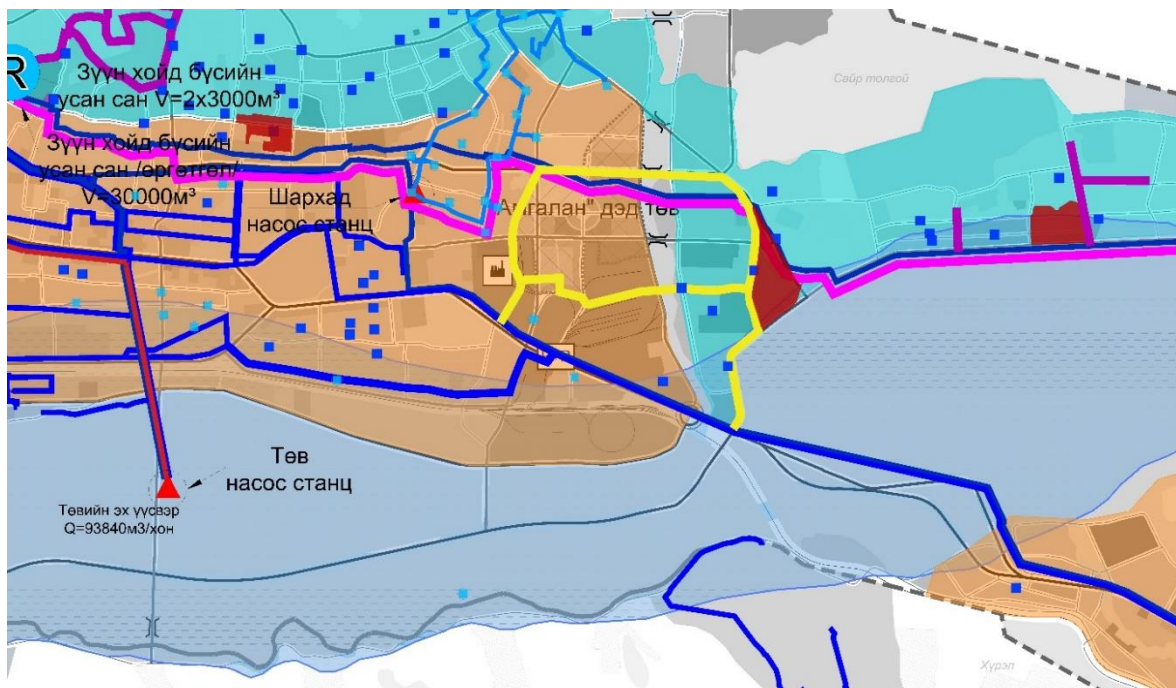 Сайр толгой
R
Зүүн хойд бүсийн
усан сан V=2x3000м³
Зүүн хойд бүсийн
усан сан /өргөтгөл/
V=30000м³
Шархад
насос станц
Амгалан" дэд төв
Төв
насос станц
Төвийн эх үүсвэр
Q=93840м3/хон